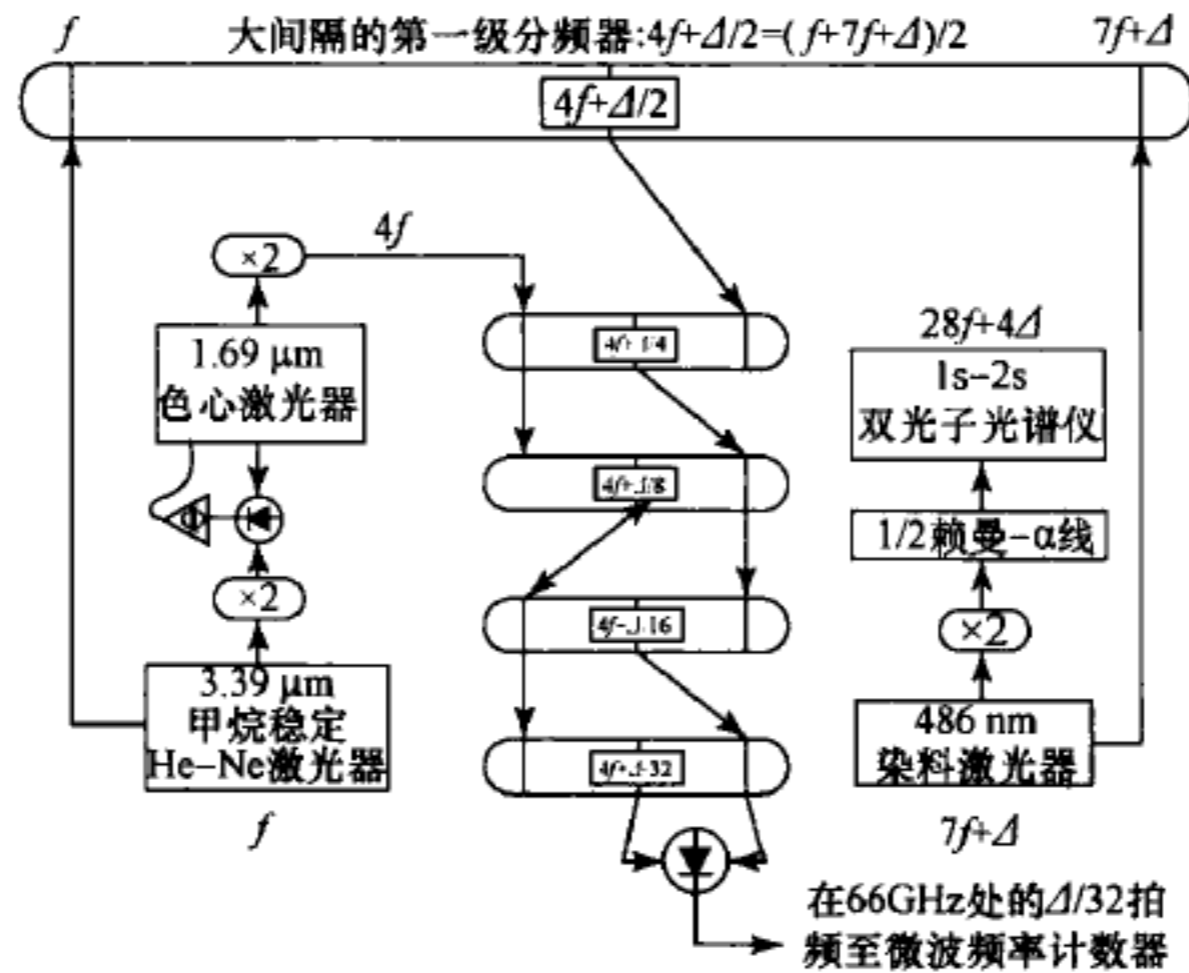 f
大间隔的第一级分频器:4f+Δ/2=(f+7f+Δ)/2
7f+Δ
4f+Δ/2
×2
4f
1.69 μm
色心激光器
Φ
×2
3.39 μm
甲烷稳定
He-Ne激光器
f
4f+Δ/8
28f+4Δ
1s-2s
双光子光谱仪
1/2赖曼-α线
×2
486 nm
染料激光器
7f+Δ
在66GHz处的Δ/32拍
频至微波频率计数器